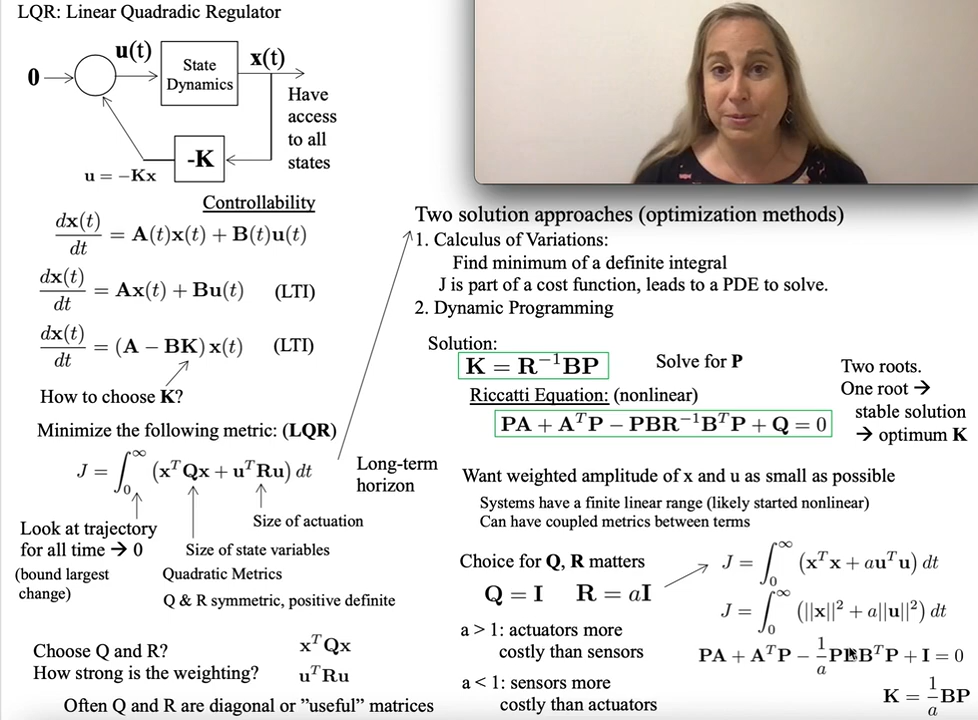 LQR: Linear Quadradic Regulator
0
u(t)
State
Dynamics
x(t)
Have
access
to all
states
-K
u = −Kx
Controllability
dx(t)/dt = A(t)x(t) + B(t)u(t)
dx(t)/dt = Ax(t) + Bu(t) (LTI)
dx(t)/dt = (A − BK) x(t) (LTI)
How to choose K?
Minimize the following metric: (LQR)
J = ∫₀^∞ (xᵀQx + uᵀRu) dt
Long-term
horizon
Look at trajectory
for all time → 0
(bound largest
change)
Size of actuation
Size of state variables
Quadratic Metrics
Q & R symmetric, positive definite
Choose Q and R?
How strong is the weighting?
xᵀQx
uᵀRu
Often Q and R are diagonal or ”useful” matrices
Two solution approaches (optimization methods)
1. Calculus of Variations:
Find minimum of a definite integral
J is part of a cost function, leads to a PDE to solve.
2. Dynamic Programming
Solution:
K = R⁻¹BP
Solve for P
Riccatti Equation: (nonlinear)
PA + AᵀP − PBR⁻¹BᵀP + Q = 0
Two roots.
One root →
stable solution
→ optimum K
Want weighted amplitude of x and u as small as possible
Systems have a finite linear range (likely started nonlinear)
Can have coupled metrics between terms
Choice for Q, R matters
Q = I R = aI
J = ∫₀^∞ (xᵀx + auᵀu) dt
J = ∫₀^∞ (||x||² + a||u||²) dt
a > 1: actuators more
costly than sensors
a < 1: sensors more
costly than actuators
PA + AᵀP − 1/a PBBᵀP + I = 0
K = 1/a BP